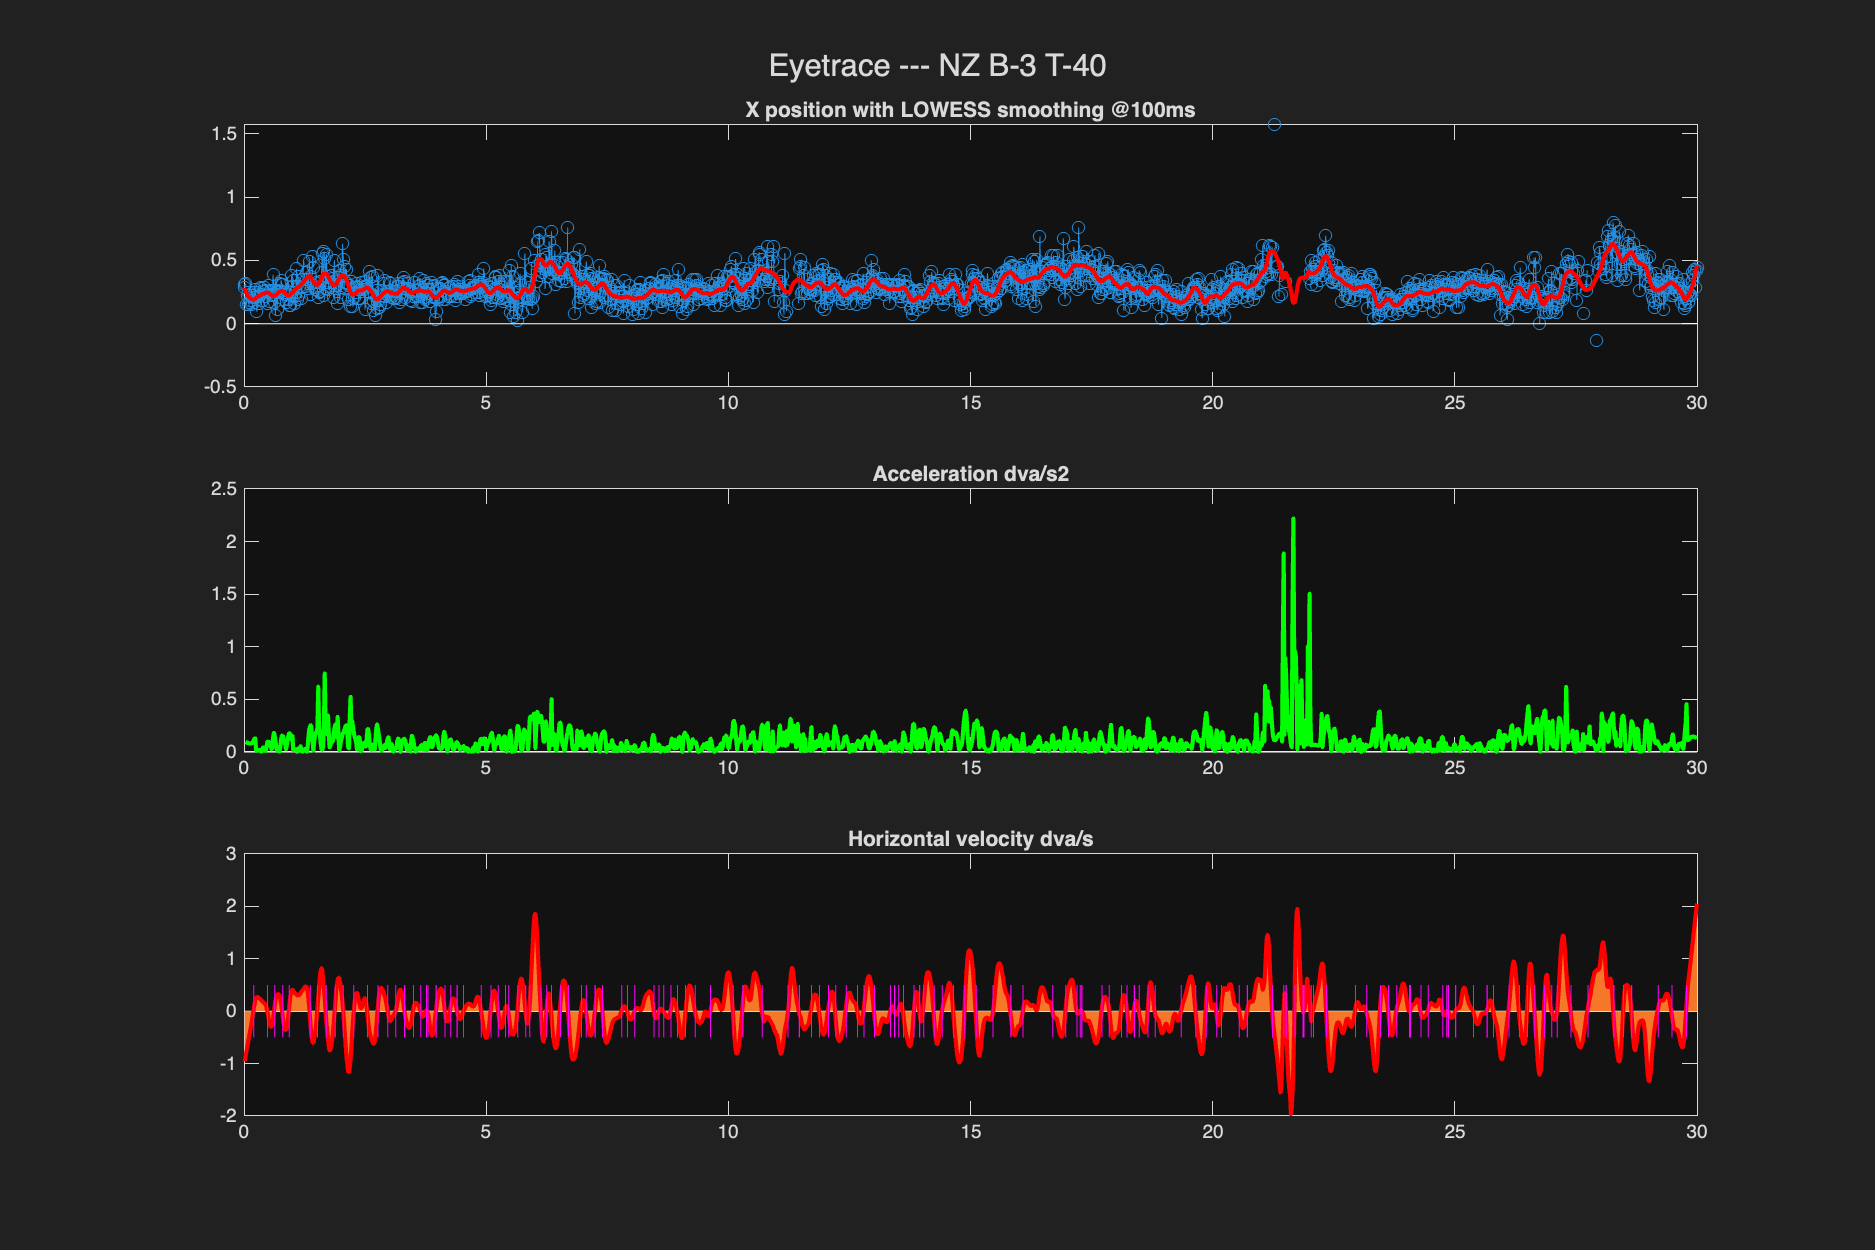 Eyetrace --- NZ B-3 T-40
X position with LOWESS smoothing @100ms
1.5
1
0.5
0
-0.5
0 5 10 15 20 25 30
Acceleration dva/s2
2.5
2
1.5
1
0.5
0
0 5 10 15 20 25 30
Horizontal velocity dva/s
3
2
1
0
-1
-2
0 5 10 15 20 25 30